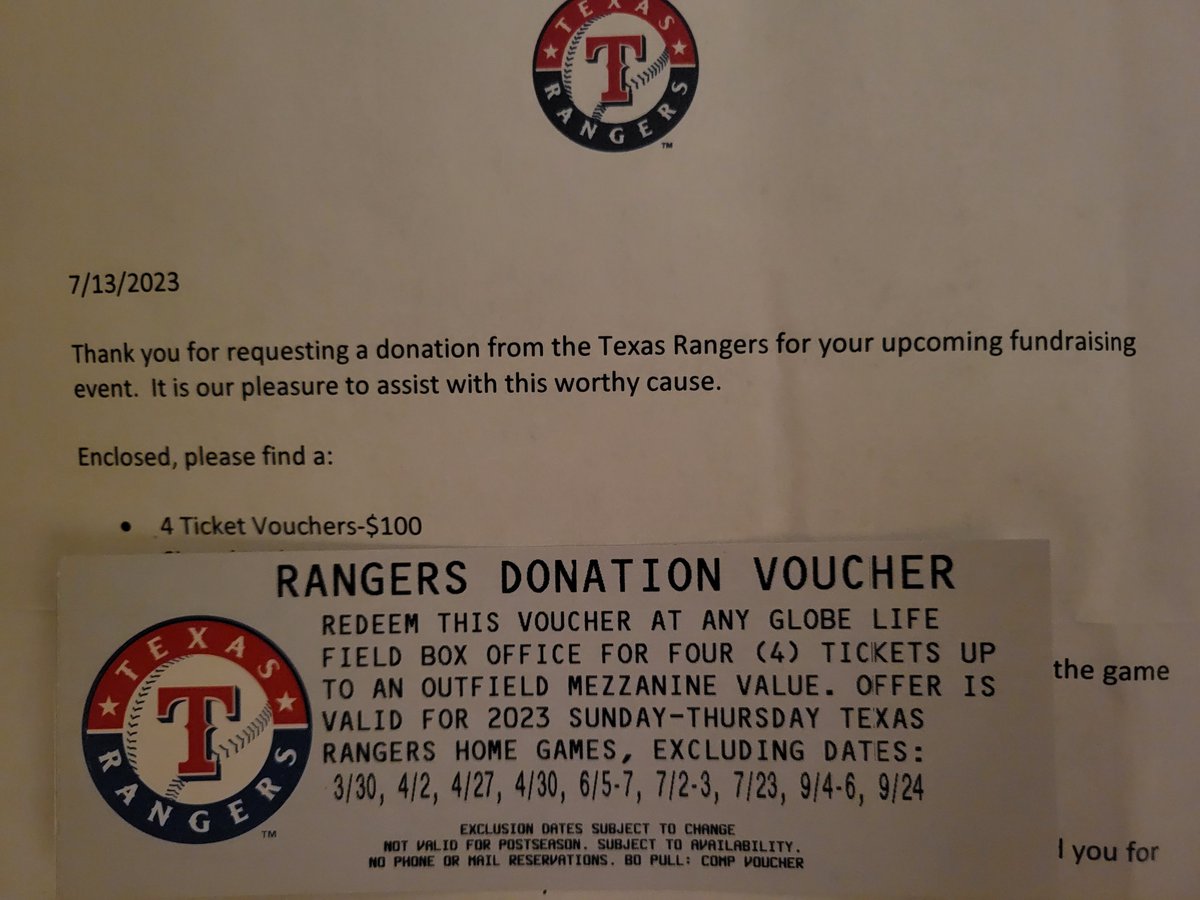 TEXAS
T
RANGERS
TM
7/13/2023
Thank you for requesting a donation from the Texas Rangers for your upcoming fundraising
event. It is our pleasure to assist with this worthy cause.
Enclosed, please find a:
• 4 Ticket Vouchers-$100
RANGERS DONATION VOUCHER
TEXAS
T
RANGERS
TM
REDEEM THIS VOUCHER AT ANY GLOBE LIFE
FIELD BOX OFFICE FOR FOUR (4) TICKETS UP
TO AN OUTFIELD MEZZANINE VALUE. OFFER IS
VALID FOR 2023 SUNDAY-THURSDAY TEXAS
RANGERS HOME GAMES, EXCLUDING DATES:
3/30, 4/2, 4/27, 4/30, 6/5-7, 7/2-3, 7/23, 9/4-6, 9/24
EXCLUSION DATES SUBJECT TO CHANGE
NOT VALID FOR POSTSEASON. SUBJECT TO AVAILABILITY.
NO PHONE OR MAIL RESERVATIONS. BO PULL: COMP VOUCHER
the game
you for